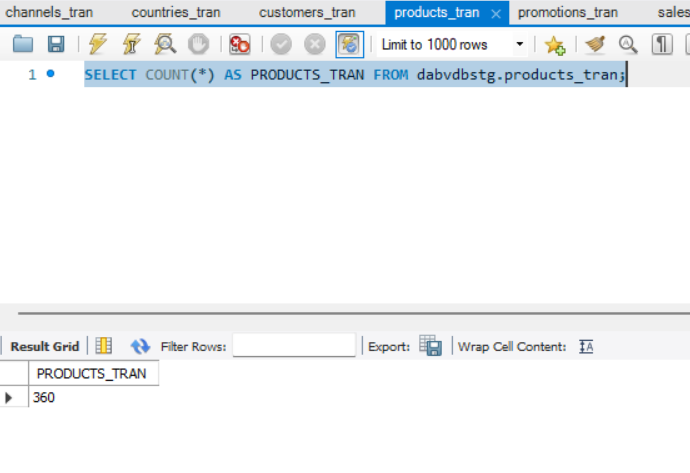 channels_tran countries_tran customers_tran products_tran promotions_tran sales
Limit to 1000 rows
1 SELECT COUNT(*) AS PRODUCTS_TRAN FROM dabvdbstg.products_tran;
Result Grid Filter Rows: Export: Wrap Cell Content:
PRODUCTS_TRAN
360